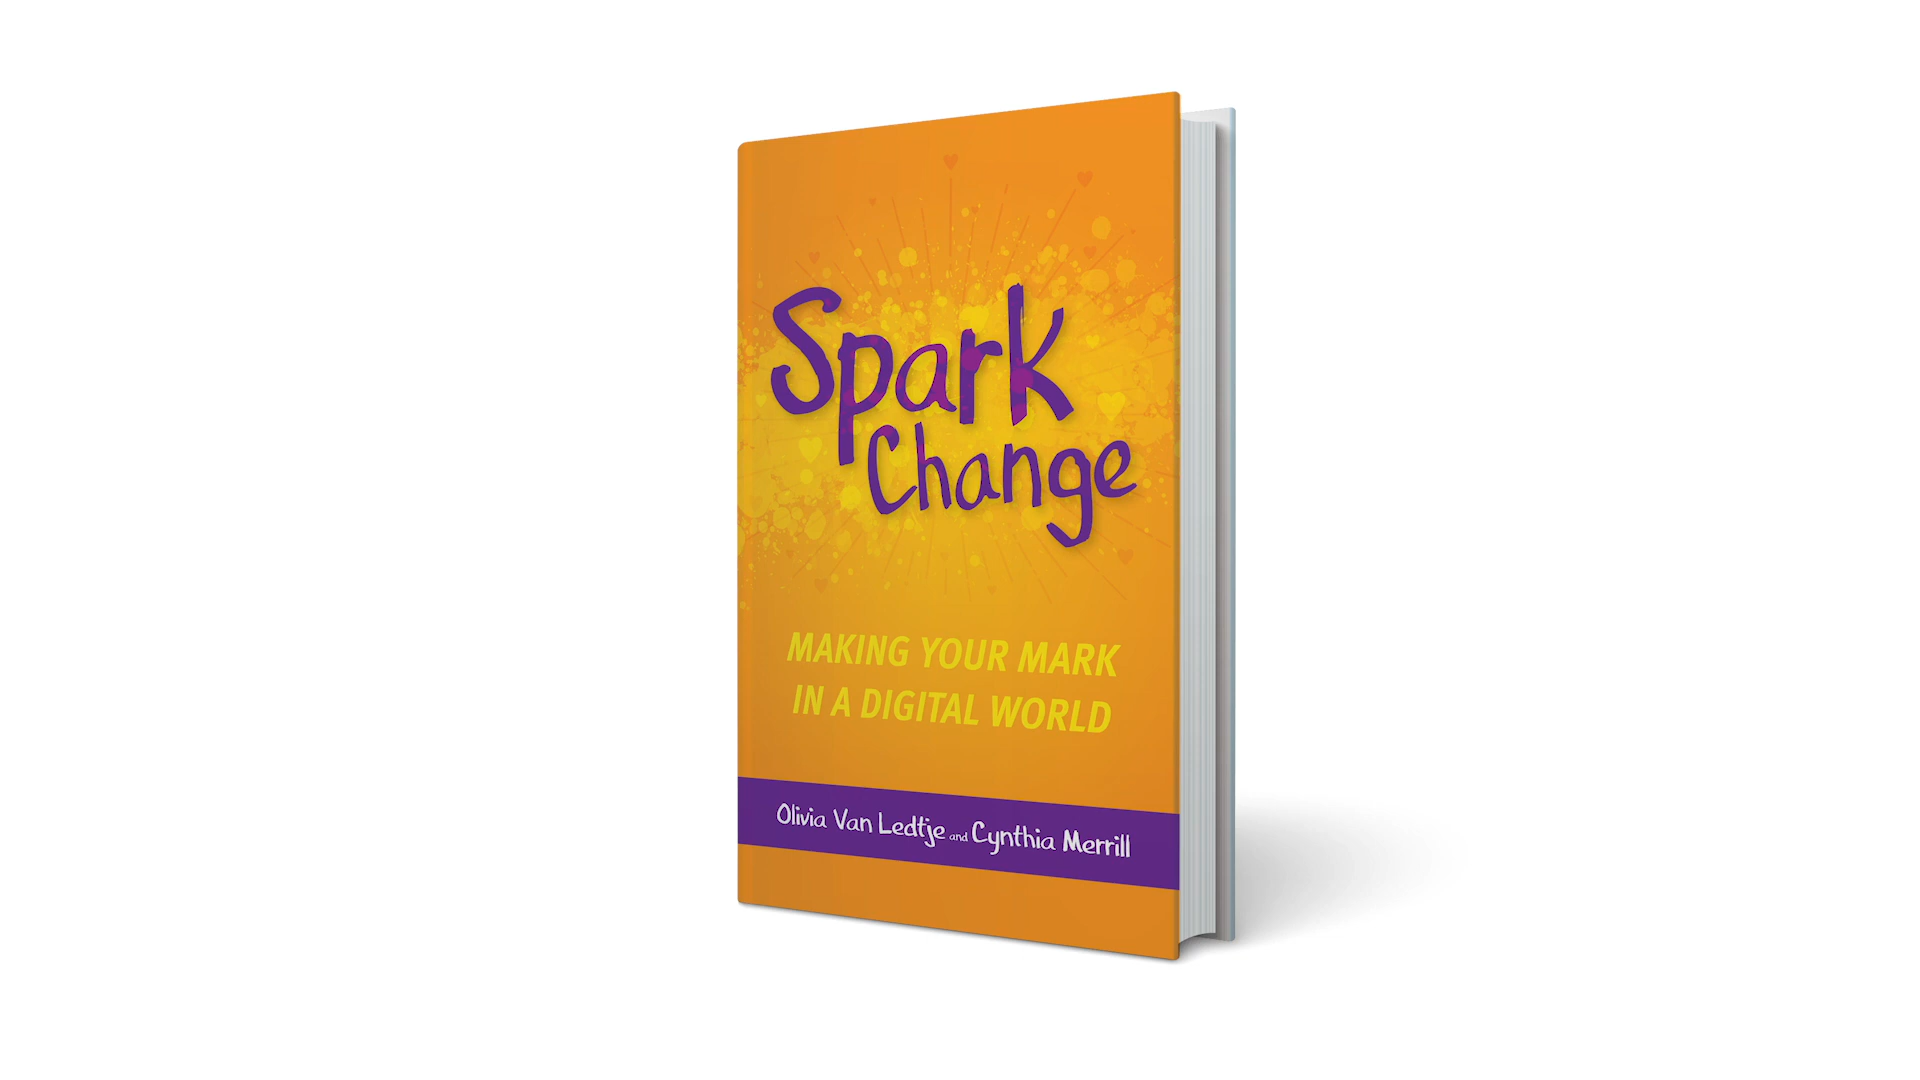 Spark
Change
MAKING YOUR MARK
IN A DIGITAL WORLD
Olivia Van Ledtje and Cynthia Merrill